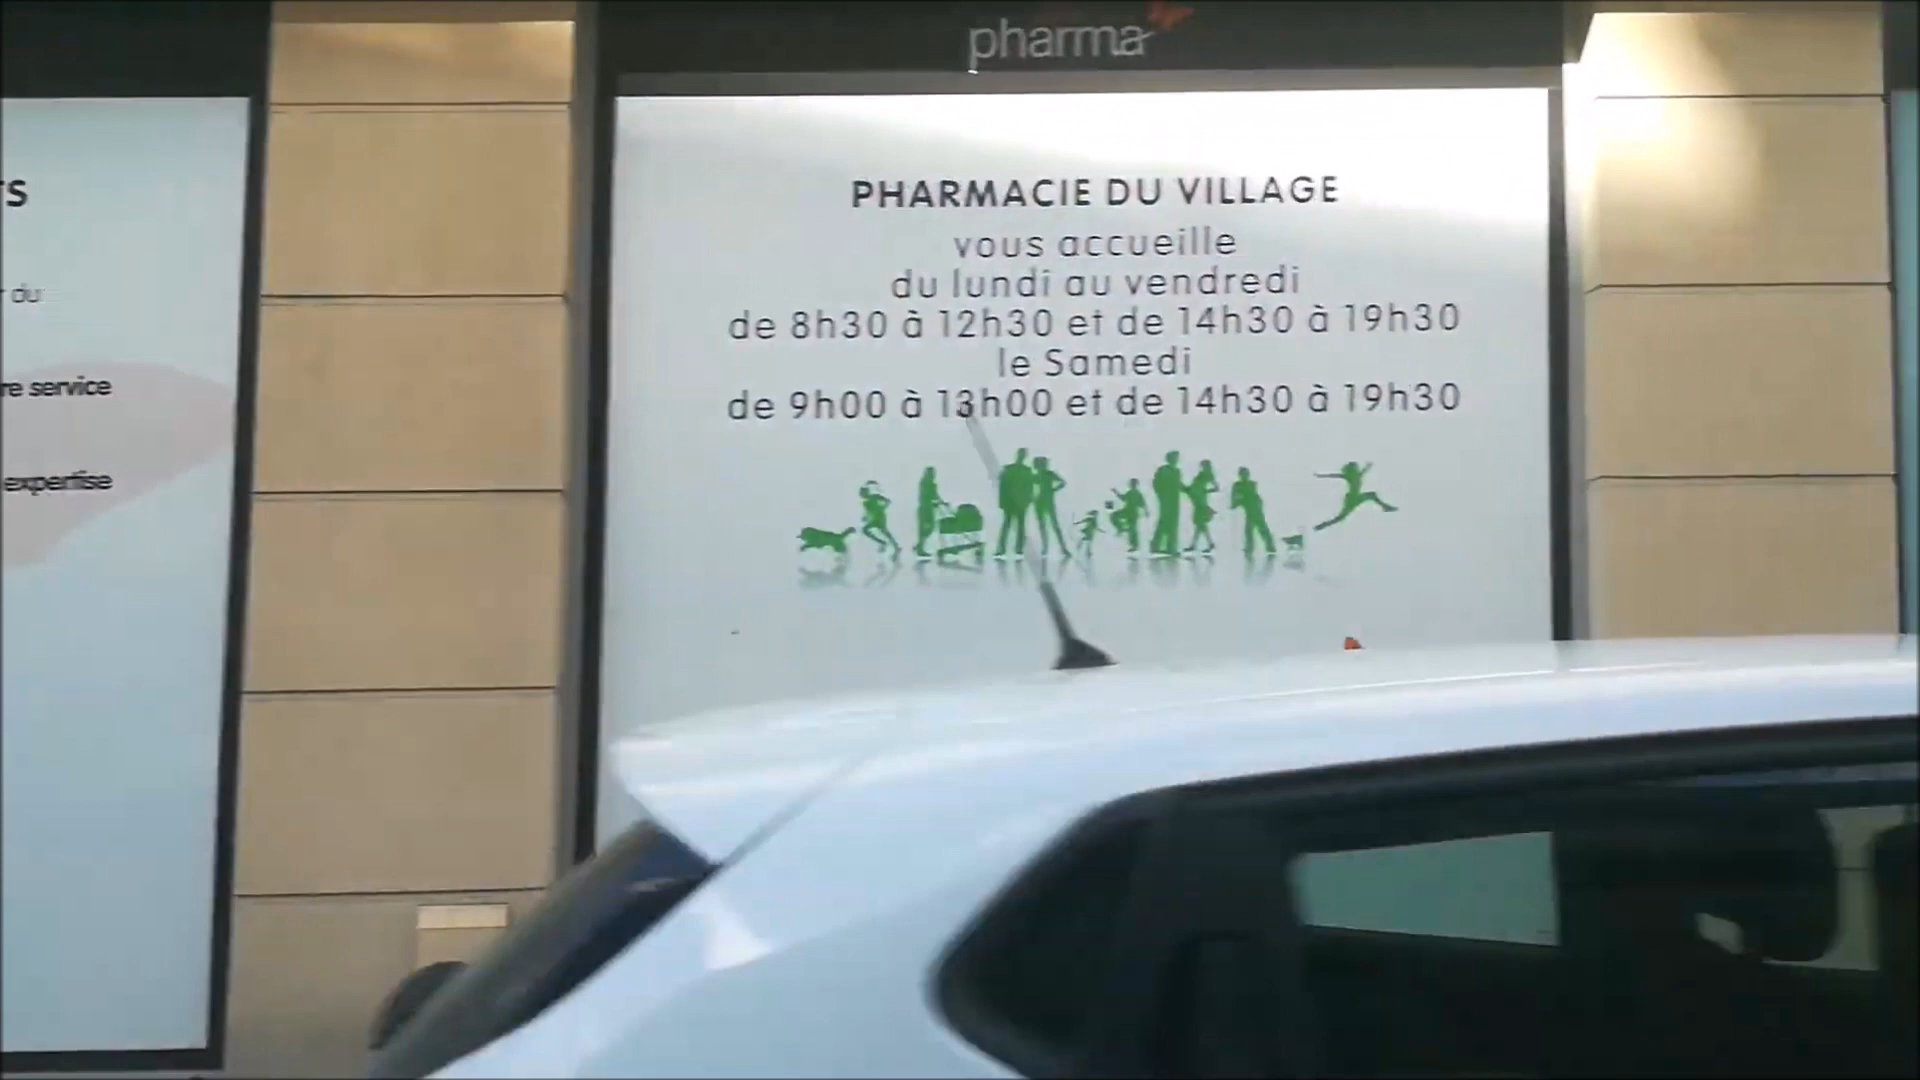 pharma
PHARMACIE DU VILLAGE
vous accueille
du lundi au vendredi
de 8h30 à 12h30 et de 14h30 à 19h30
le Samedi
de 9h00 à 13h00 et de 14h30 à 19h30
du
service
expertise